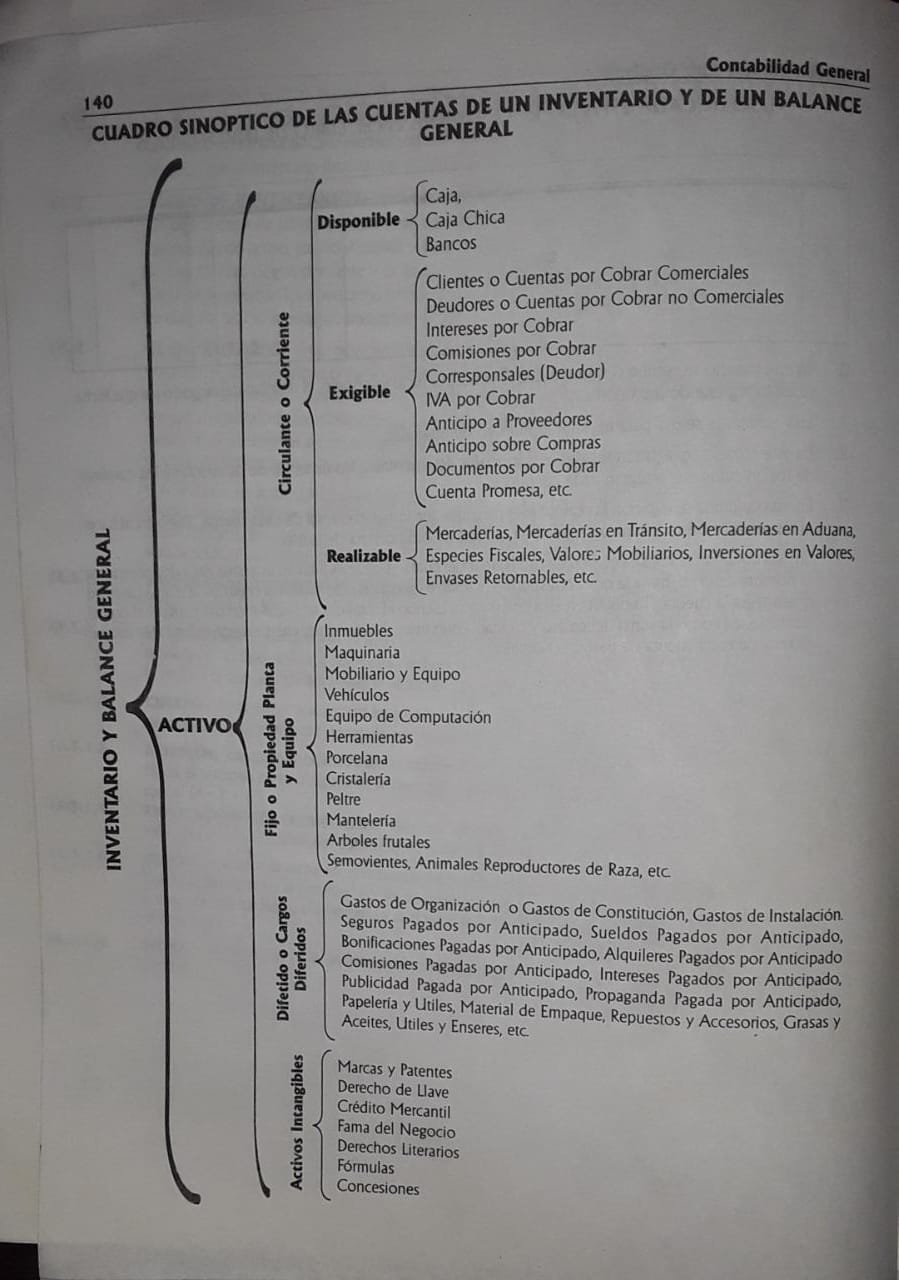 Contabilidad General
140
CUADRO SINOPTICO DE LAS CUENTAS DE UN INVENTARIO Y DE UN BALANCE
GENERAL
INVENTARIO Y BALANCE GENERAL
ACTIVO
Circulante o Corriente
Disponible
Caja,
Caja Chica
Bancos
Exigible
Clientes o Cuentas por Cobrar Comerciales
Deudores o Cuentas por Cobrar no Comerciales
Intereses por Cobrar
Comisiones por Cobrar
Corresponsales (Deudor)
IVA por Cobrar
Anticipo a Proveedores
Anticipo sobre Compras
Documentos por Cobrar
Cuenta Promesa, etc.
Realizable
Mercaderías, Mercaderías en Tránsito, Mercaderías en Aduana,
Especies Fiscales, Valores Mobiliarios, Inversiones en Valores,
Envases Retornables, etc.
Fijo o Propiedad Planta
y Equipo
Inmuebles
Maquinaria
Mobiliario y Equipo
Vehículos
Equipo de Computación
Herramientas
Porcelana
Cristalería
Peltre
Mantelería
Arboles frutales
Semovientes, Animales Reproductores de Raza, etc.
Difetido o Cargos
Diferidos
Gastos de Organización o Gastos de Constitución, Gastos de Instalación.
Seguros Pagados por Anticipado, Sueldos Pagados por Anticipado,
Bonificaciones Pagadas por Anticipado, Alquileres Pagados por Anticipado
Comisiones Pagadas por Anticipado, Intereses Pagados por Anticipado,
Publicidad Pagada por Anticipado, Propaganda Pagada por Anticipado,
Papelería y Utiles, Material de Empaque, Repuestos y Accesorios, Grasas y
Aceites, Utiles y Enseres, etc.
Activos Intangibles
Marcas y Patentes
Derecho de Llave
Crédito Mercantil
Fama del Negocio
Derechos Literarios
Fórmulas
Concesiones